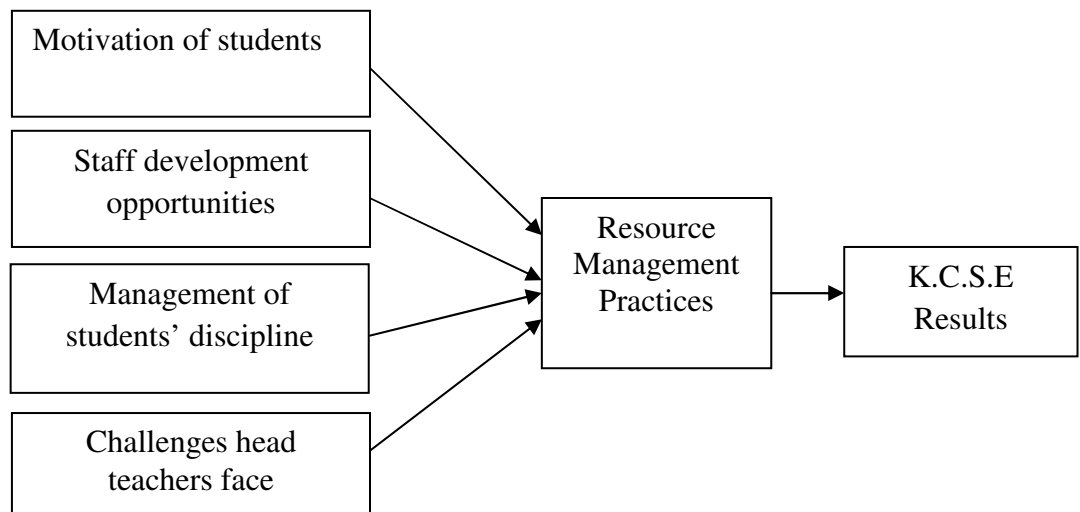 Motivation of students
Staff development
opportunities
Management of
students’ discipline
Challenges head
teachers face
Resource
Management
Practices
K.C.S.E
Results